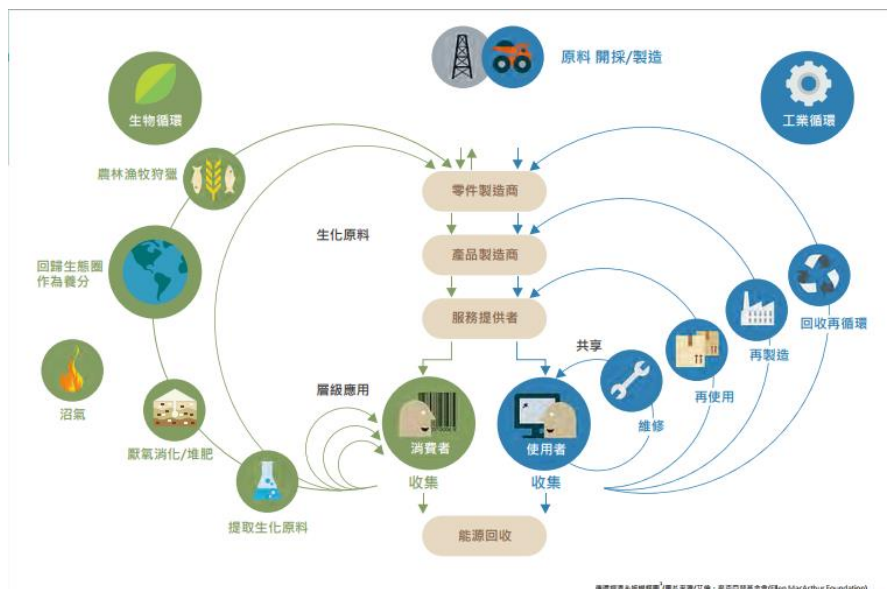 原料 開採/製造
生物循環
工業循環
農林漁牧狩獵
零件製造商
生化原料
產品製造商
回歸生態圈
作為養分
服務提供者
回收再循環
共享
再製造
再使用
層級應用
沼氣
維修
消費者
使用者
厭氧消化/堆肥
收集
收集
提取生化原料
能源回收
MacArthur Foundation)